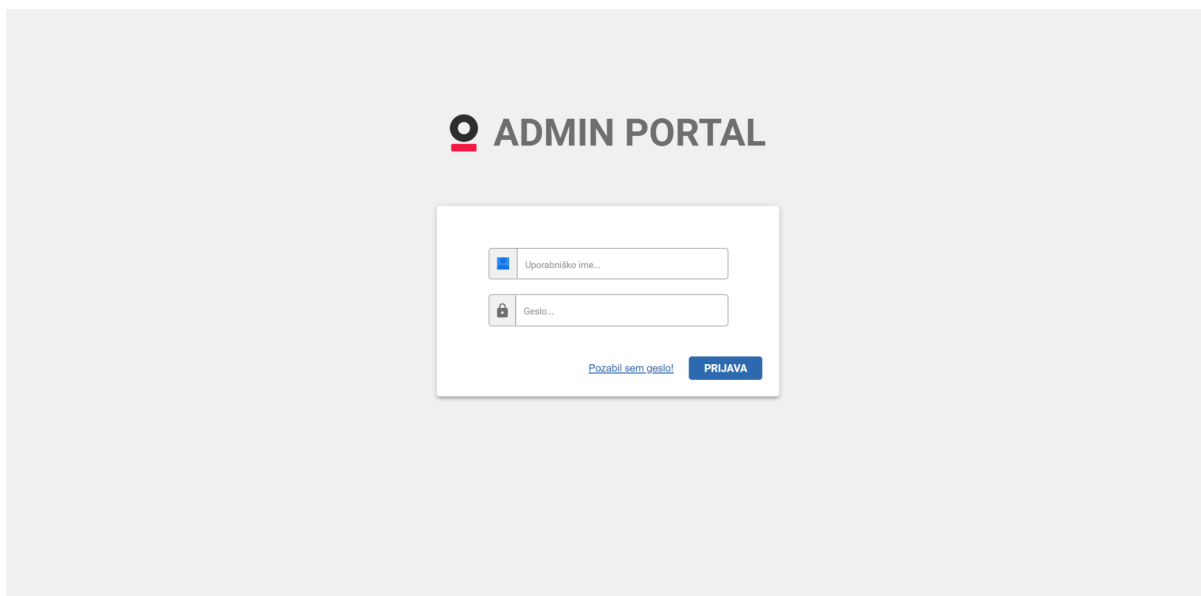 ADMIN PORTAL
Uporabniško ime...
Geslo...
Pozabil sem geslo! PRIJAVA